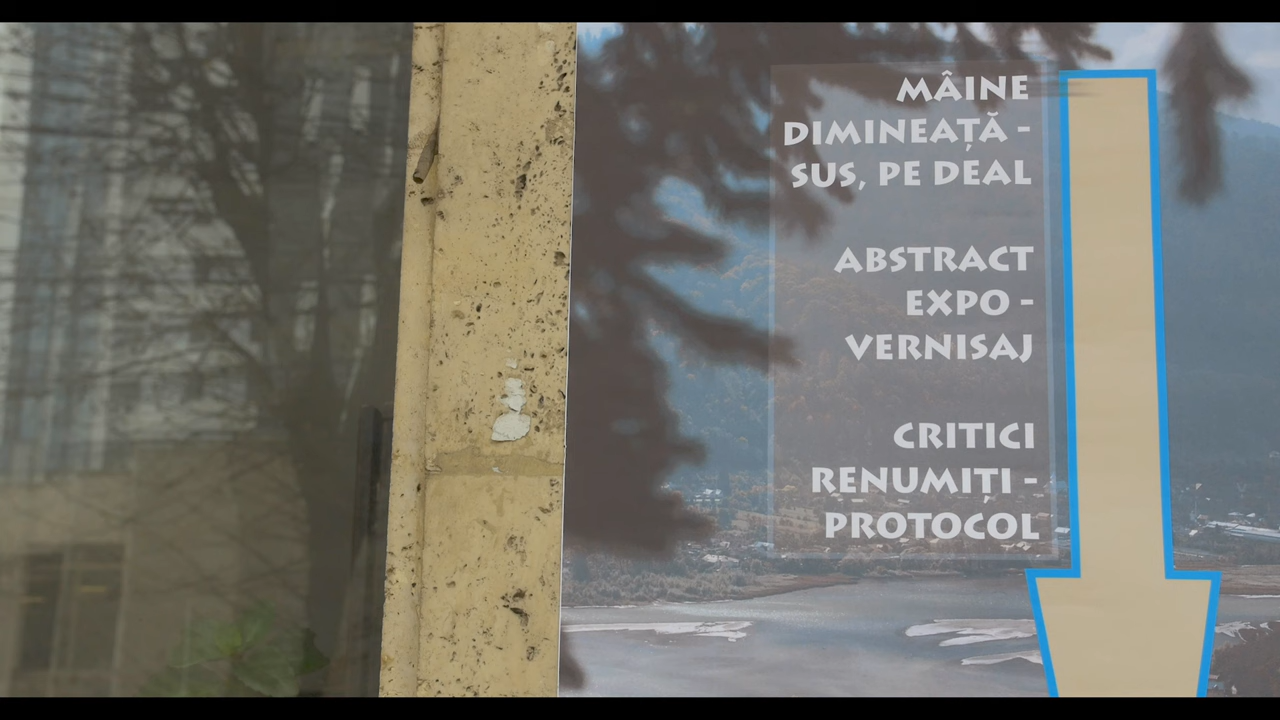 MÂINE
DIMINEAȚĂ -
SUS, PE DEAL
ABSTRACT
EXPO -
VERNISAJ
CRITICI
RENUMIȚI -
PROTOCOL